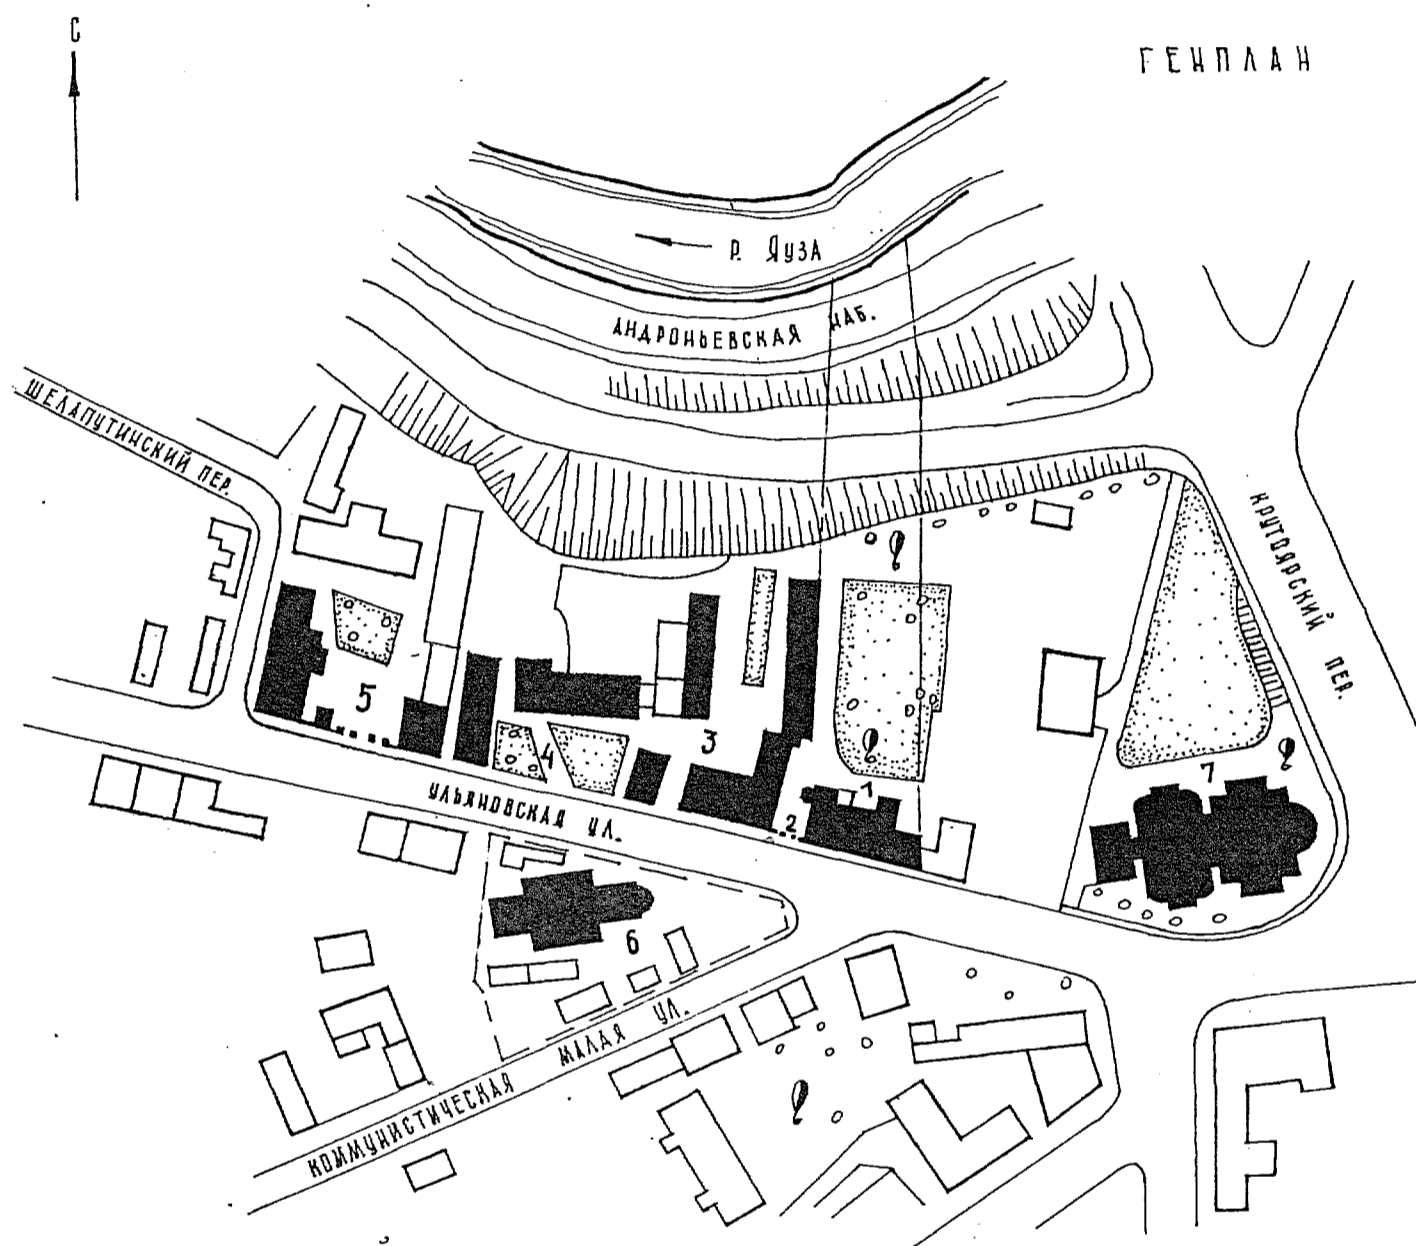 С
ГЕНПЛАН
Р. ЯУЗА
АНДРОНЬЕВСКАЯ НАБ.
ШЕЛАПУТИНСКИЙ ПЕР.
КРУТОЯРСКИЙ ПЕР.
5
4
3
7
1
2
УЛЬЯНОВСКАЯ УЛ.
6
КОММУНИСТИЧЕСКАЯ МАЛАЯ УЛ.